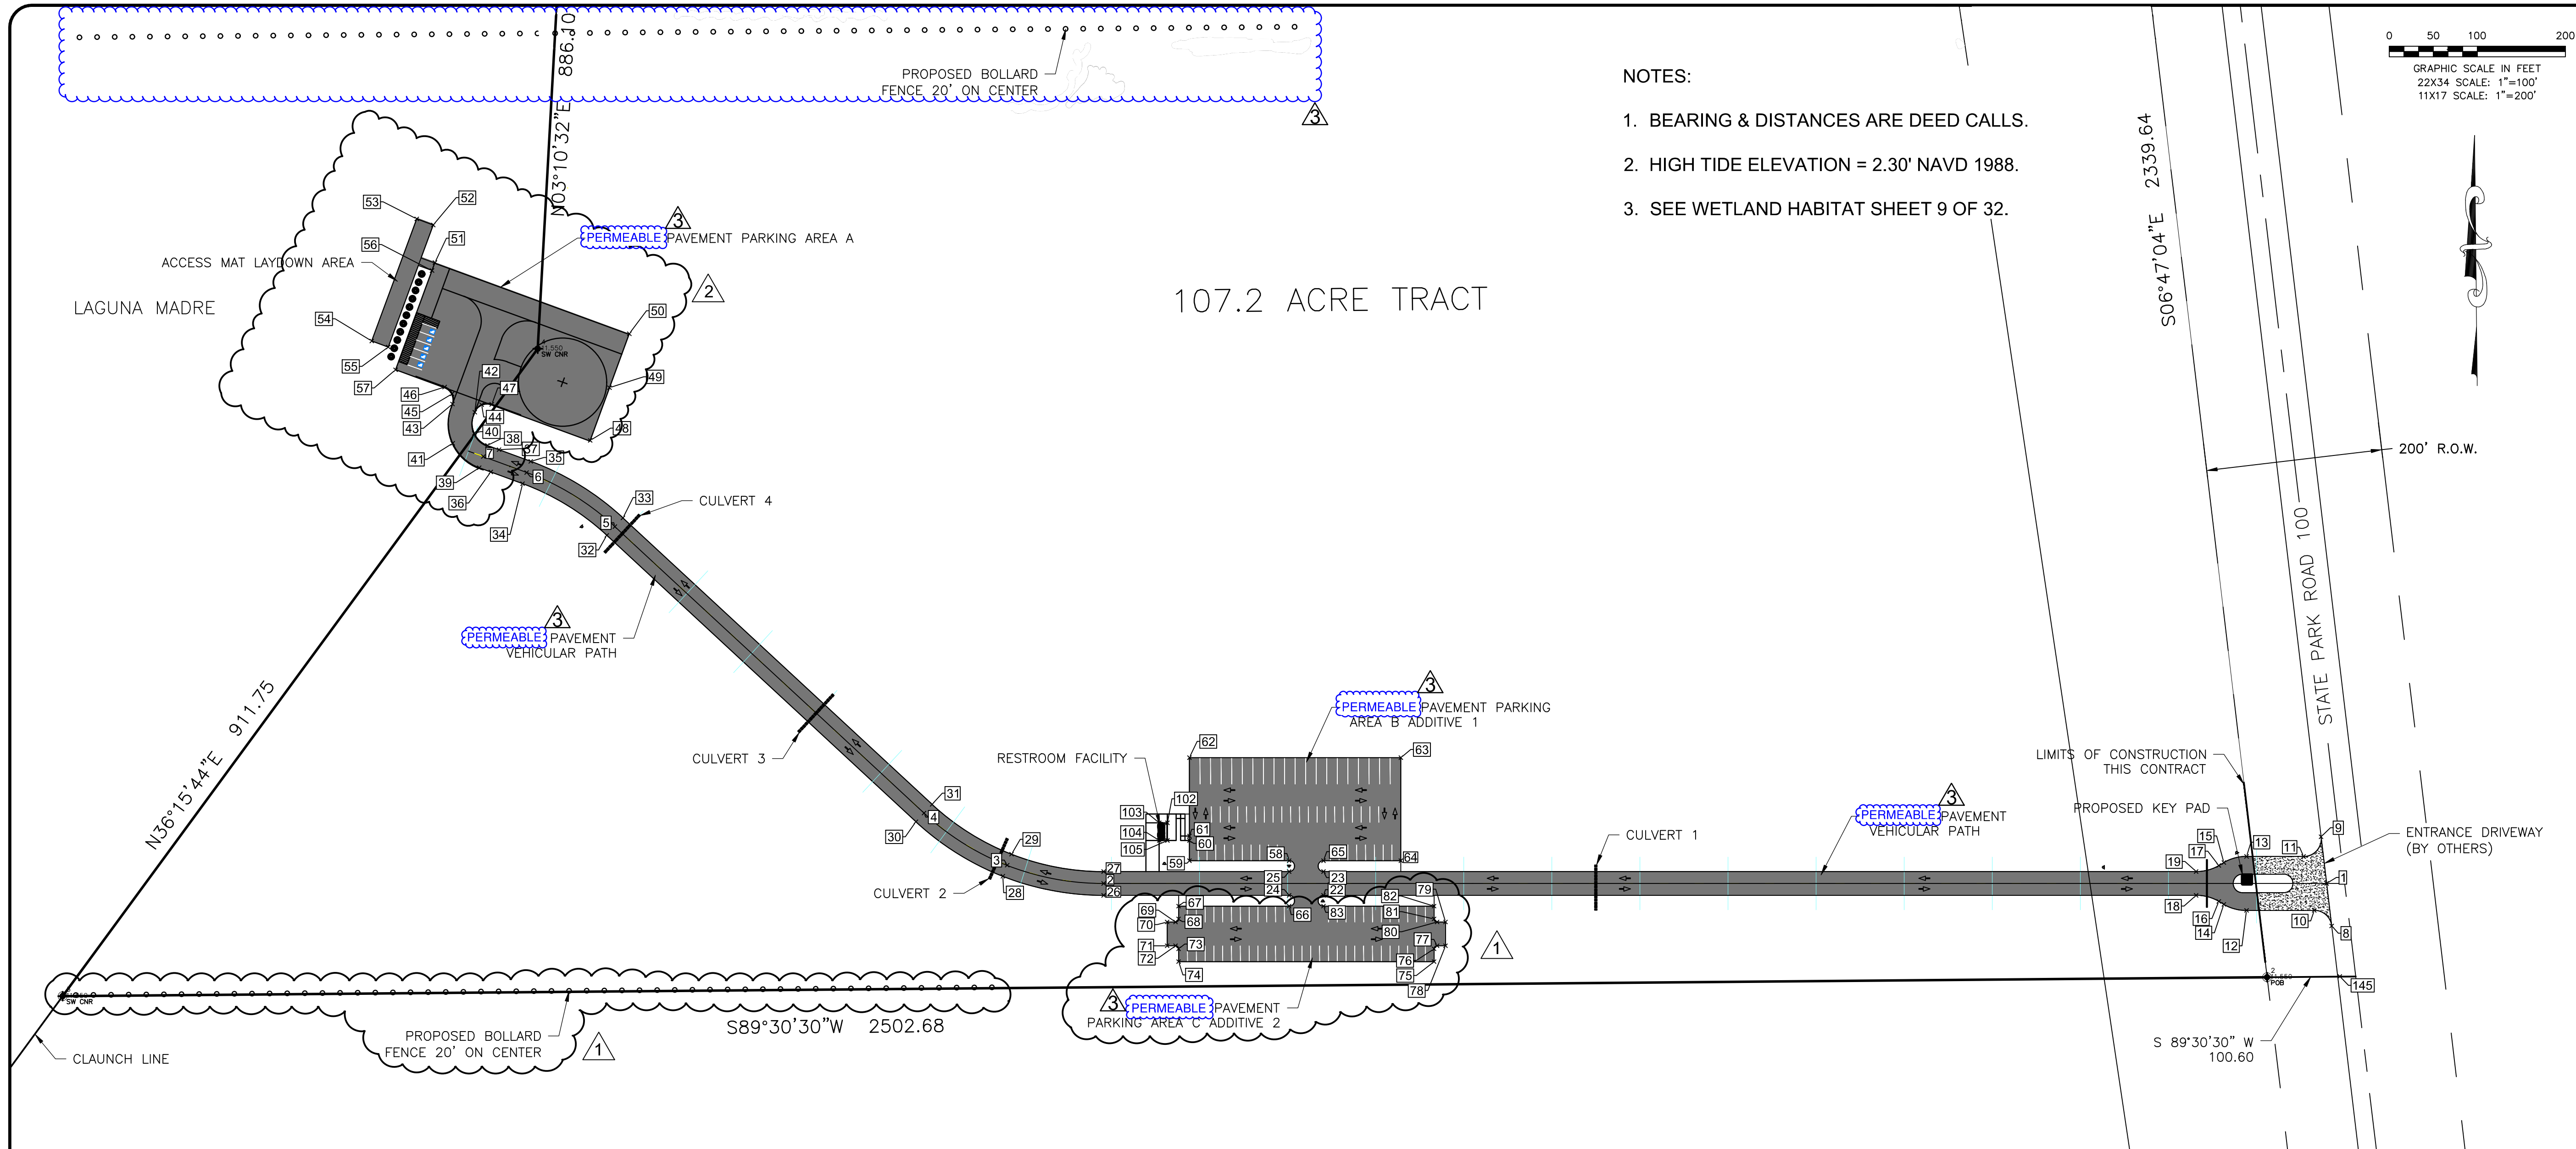 PROPOSED BOLLARD
FENCE 20' ON CENTER
3
N03°10'32"E 886.10
NOTES:
1. BEARING & DISTANCES ARE DEED CALLS.
2. HIGH TIDE ELEVATION = 2.30' NAVD 1988.
3. SEE WETLAND HABITAT SHEET 9 OF 32.
0 50 100 200
GRAPHIC SCALE IN FEET
22X34 SCALE: 1"=100'
11X17 SCALE: 1"=200'
S06°47'04"E 2339.64
200' R.O.W.
STATE PARK ROAD 100
107.2 ACRE TRACT
LAGUNA MADRE
ACCESS MAT LAYDOWN AREA
3
PERMEABLE PAVEMENT PARKING AREA A
2
53
52
56
51
54
55
57
50
SW CNR
42
47
49
46
45
44
43
40
38
48
41
7
37
35
39
6
36
34
33
5
32
CULVERT 4
3
PERMEABLE PAVEMENT
VEHICULAR PATH
N36°15'44"E 911.75
CULVERT 3
31
4
30
3
29
28
CULVERT 2
27
2
26
RESTROOM FACILITY
3
PERMEABLE PAVEMENT PARKING
AREA B ADDITIVE 1
62
63
102
103
104
105
61
60
59
58
65
64
25
23
24
22
79
82
67
66
83
81
69
68
70
80
71
73
77
72
76
74
75
78
1
3
PERMEABLE PAVEMENT
PARKING AREA C ADDITIVE 2
CULVERT 1
3
PERMEABLE PAVEMENT
VEHICULAR PATH
LIMITS OF CONSTRUCTION
THIS CONTRACT
PROPOSED KEY PAD
ENTRANCE DRIVEWAY
(BY OTHERS)
15
13
11
9
17
19
1
18
16
14
12
10
8
2
POB
145
S 89°30'30" W
100.60
S89°30'30"W 2502.68
SW CNR
PROPOSED BOLLARD
FENCE 20' ON CENTER
1
CLAUNCH LINE